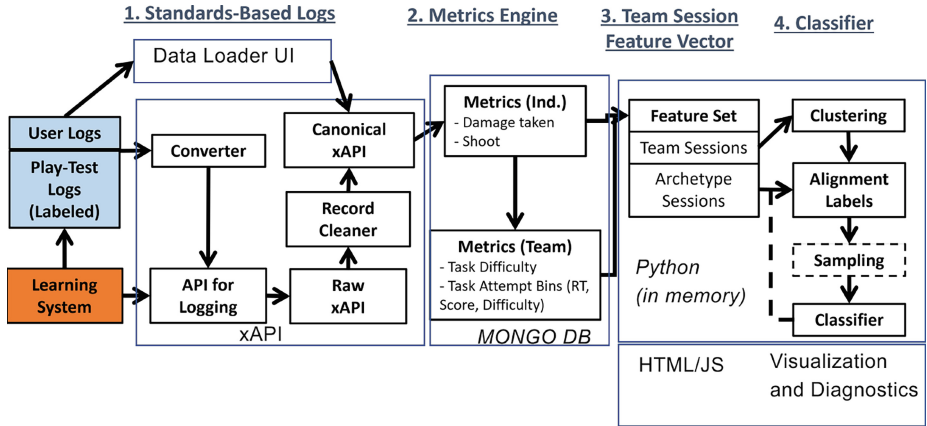 1. Standards-Based Logs
2. Metrics Engine
3. Team Session
Feature Vector
4. Classifier
Data Loader UI
User Logs
Play-Test
Logs
(Labeled)
Learning
System
Converter
API for
Logging
Canonical
xAPI
Record
Cleaner
Raw
xAPI
xAPI
Metrics (Ind.)
- Damage taken
- Shoot
Metrics (Team)
- Task Difficulty
- Task Attempt Bins (RT,
Score, Difficulty)
MONGO DB
Feature Set
Team Sessions
Archetype
Sessions
Python
(in memory)
Clustering
Alignment
Labels
Sampling
Classifier
HTML/JS
Visualization
and Diagnostics